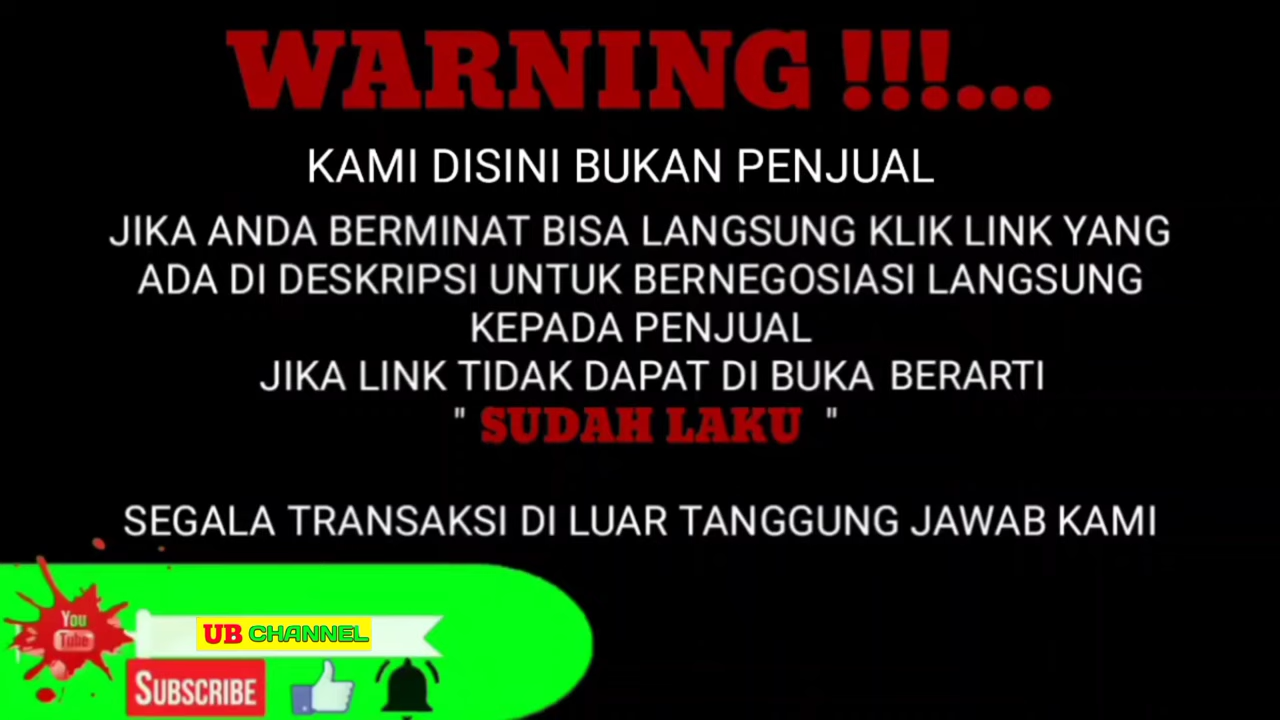 WARNING !!!...
KAMI DISINI BUKAN PENJUAL
JIKA ANDA BERMINAT BISA LANGSUNG KLIK LINK YANG
ADA DI DESKRIPSI UNTUK BERNEGOSIASI LANGSUNG
KEPADA PENJUAL
JIKA LINK TIDAK DAPAT DI BUKA BERARTI
" SUDAH LAKU "
SEGALA TRANSAKSI DI LUAR TANGGUNG JAWAB KAMI
You
Tube
UB CHANNEL
SUBSCRIBE